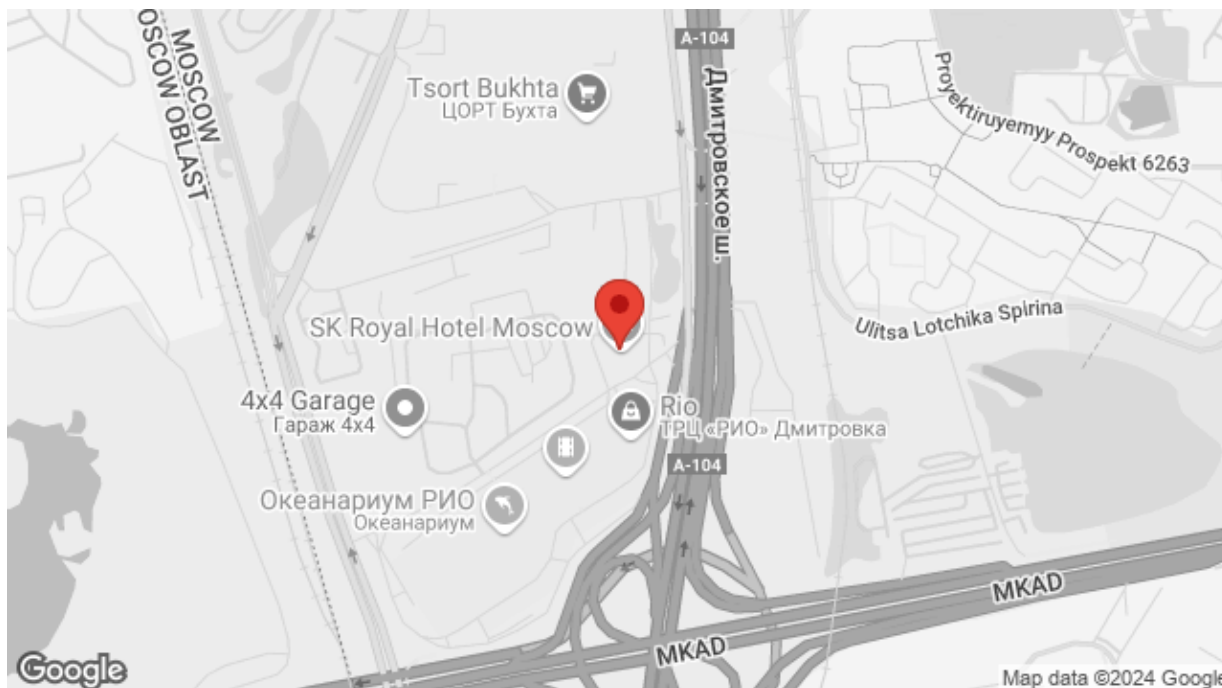 A-104
MOSCOW
MOSCOW OBLAST
Tsort Bukhta
ЦОРТ Бухта
Дмитровское ш.
Proyektiruyemyy Prospekt 6263
SK Royal Hotel Moscow
Ulitsa Lotchika Spirina
4x4 Garage
Гараж 4x4
Rio
ТРЦ «РИО» Дмитровка
A-104
Океанариум РИО
Океанариум
MKAD
MKAD
Google
Map data ©2024 Google